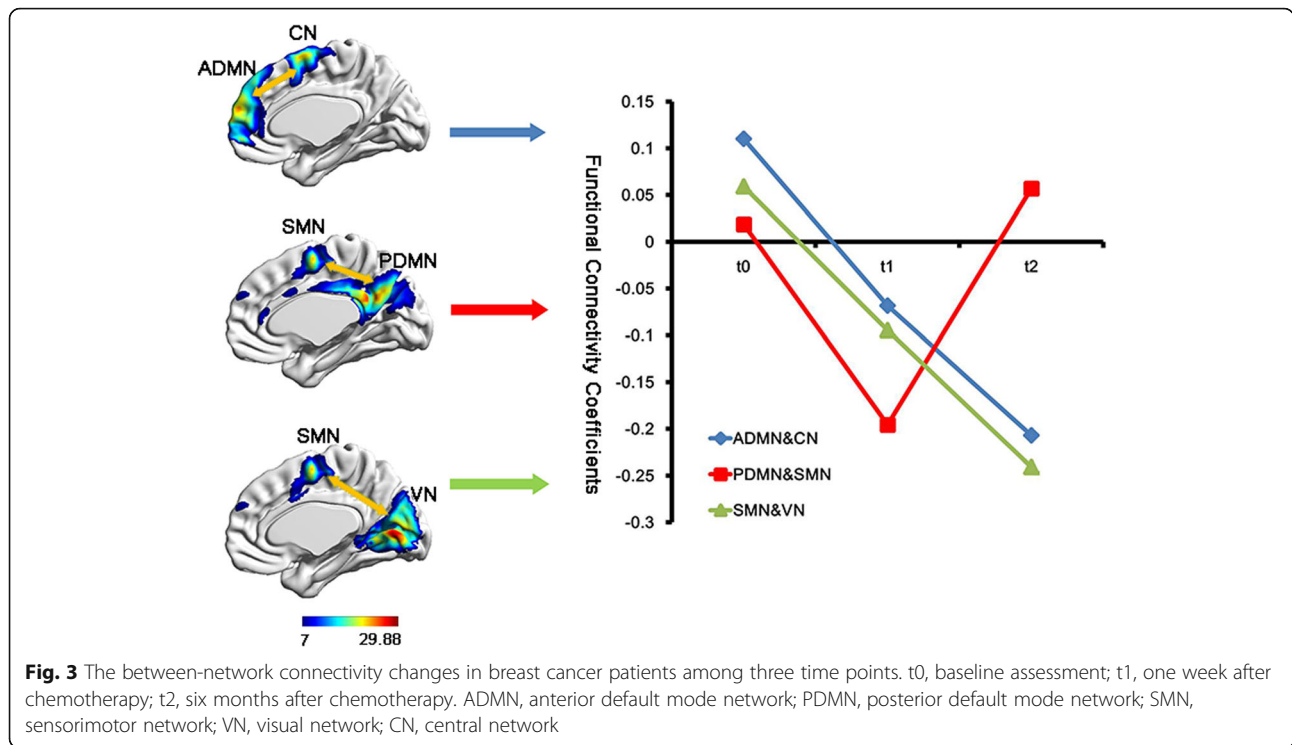 CN
ADMN
SMN
PDMN
SMN
VN
7 29.88
Functional Connectivity Coefficients
0.15
0.1
0.05
0
-0.05
-0.1
-0.15
-0.2
-0.25
-0.3
t0 t1 t2
ADMN&CN
PDMN&SMN
SMN&VN
Fig. 3 The between-network connectivity changes in breast cancer patients among three time points. t0, baseline assessment; t1, one week after
chemotherapy; t2, six months after chemotherapy. ADMN, anterior default mode network; PDMN, posterior default mode network; SMN,
sensorimotor network; VN, visual network; CN, central network